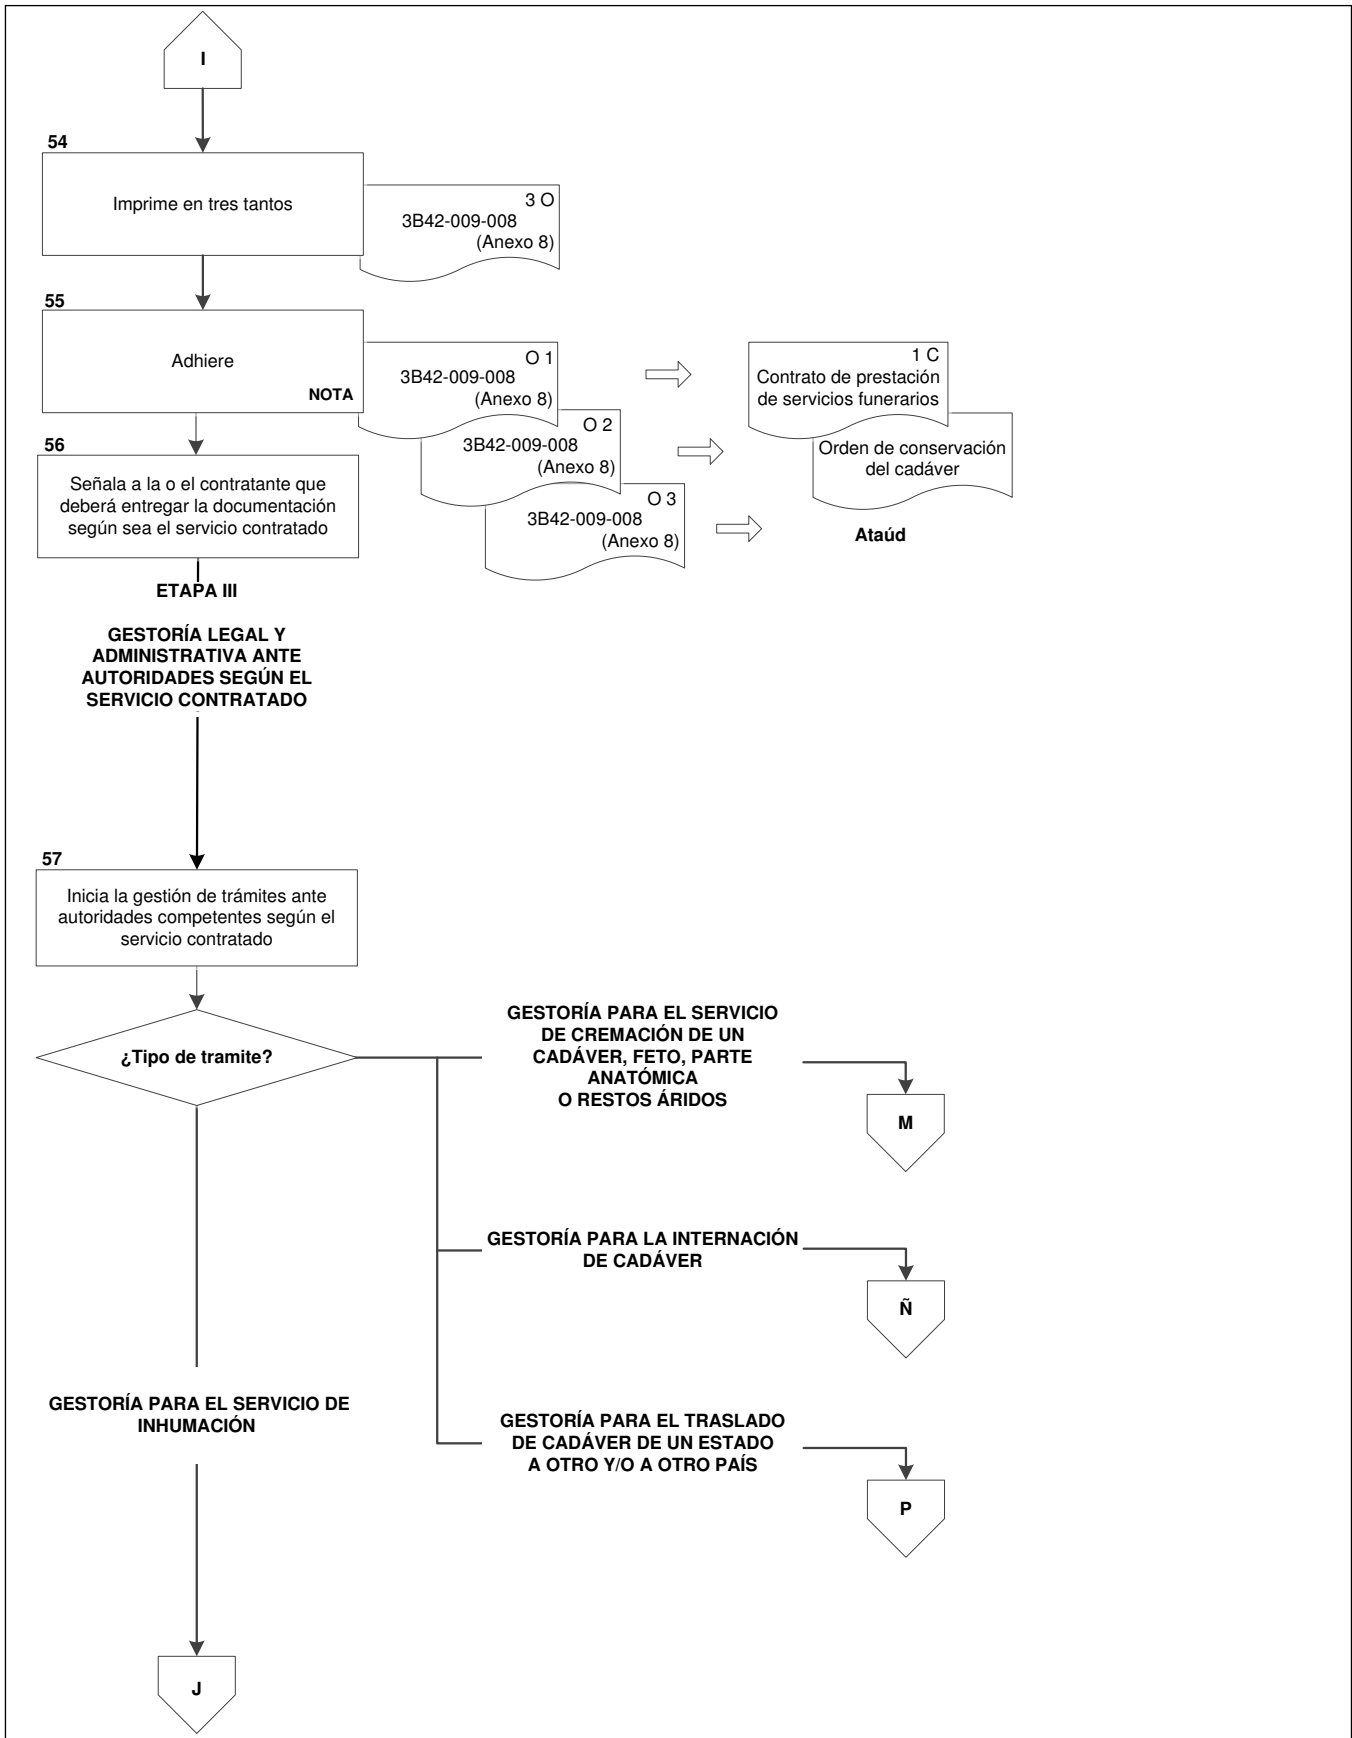 I
54
Imprime en tres tantos
3 O
3B42-009-008
(Anexo 8)
55
Adhiere
NOTA
O 1
3B42-009-008
(Anexo 8)
O 2
3B42-009-008
(Anexo 8)
O 3
3B42-009-008
(Anexo 8)
1 C
Contrato de prestación
de servicios funerarios
Orden de conservación
del cadáver
Ataúd
56
Señala a la o el contratante que
deberá entregar la documentación
según sea el servicio contratado
ETAPA III
GESTORÍA LEGAL Y
ADMINISTRATIVA ANTE
AUTORIDADES SEGÚN EL
SERVICIO CONTRATADO
57
Inicia la gestión de trámites ante
autoridades competentes según el
servicio contratado
¿Tipo de tramite?
GESTORÍA PARA EL SERVICIO
DE CREMACIÓN DE UN
CADÁVER, FETO, PARTE
ANATÓMICA
O RESTOS ÁRIDOS
M
GESTORÍA PARA LA INTERNACIÓN
DE CADÁVER
Ñ
GESTORÍA PARA EL SERVICIO DE
INHUMACIÓN
GESTORÍA PARA EL TRASLADO
DE CADÁVER DE UN ESTADO
A OTRO Y/O A OTRO PAÍS
P
J